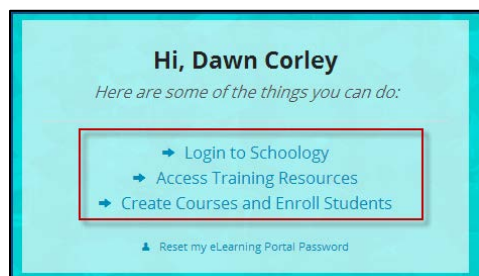 Hi, Dawn Corley
Here are some of the things you can do:
Login to Schoology
Access Training Resources
Create Courses and Enroll Students
Reset my eLearning Portal Password